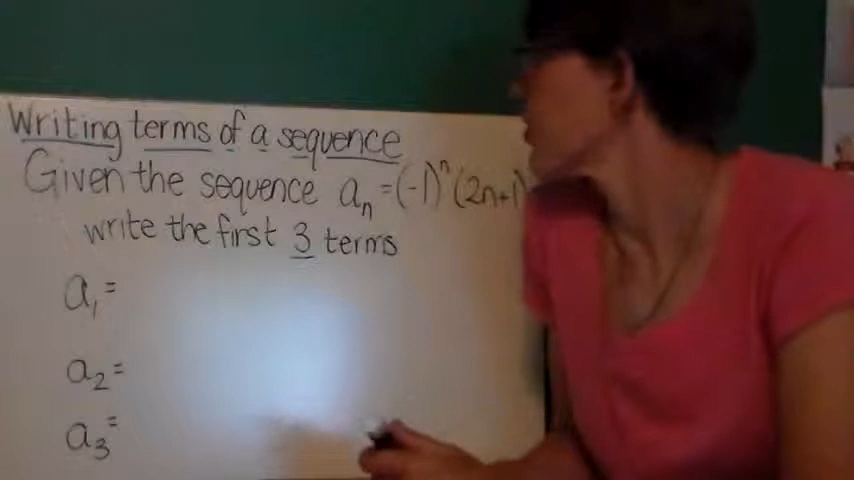 Writing terms of a sequence
Given the sequence aₙ = (-1)ⁿ (2n+1)
write the first 3 terms
a₁ =
a₂ =
a₃ =